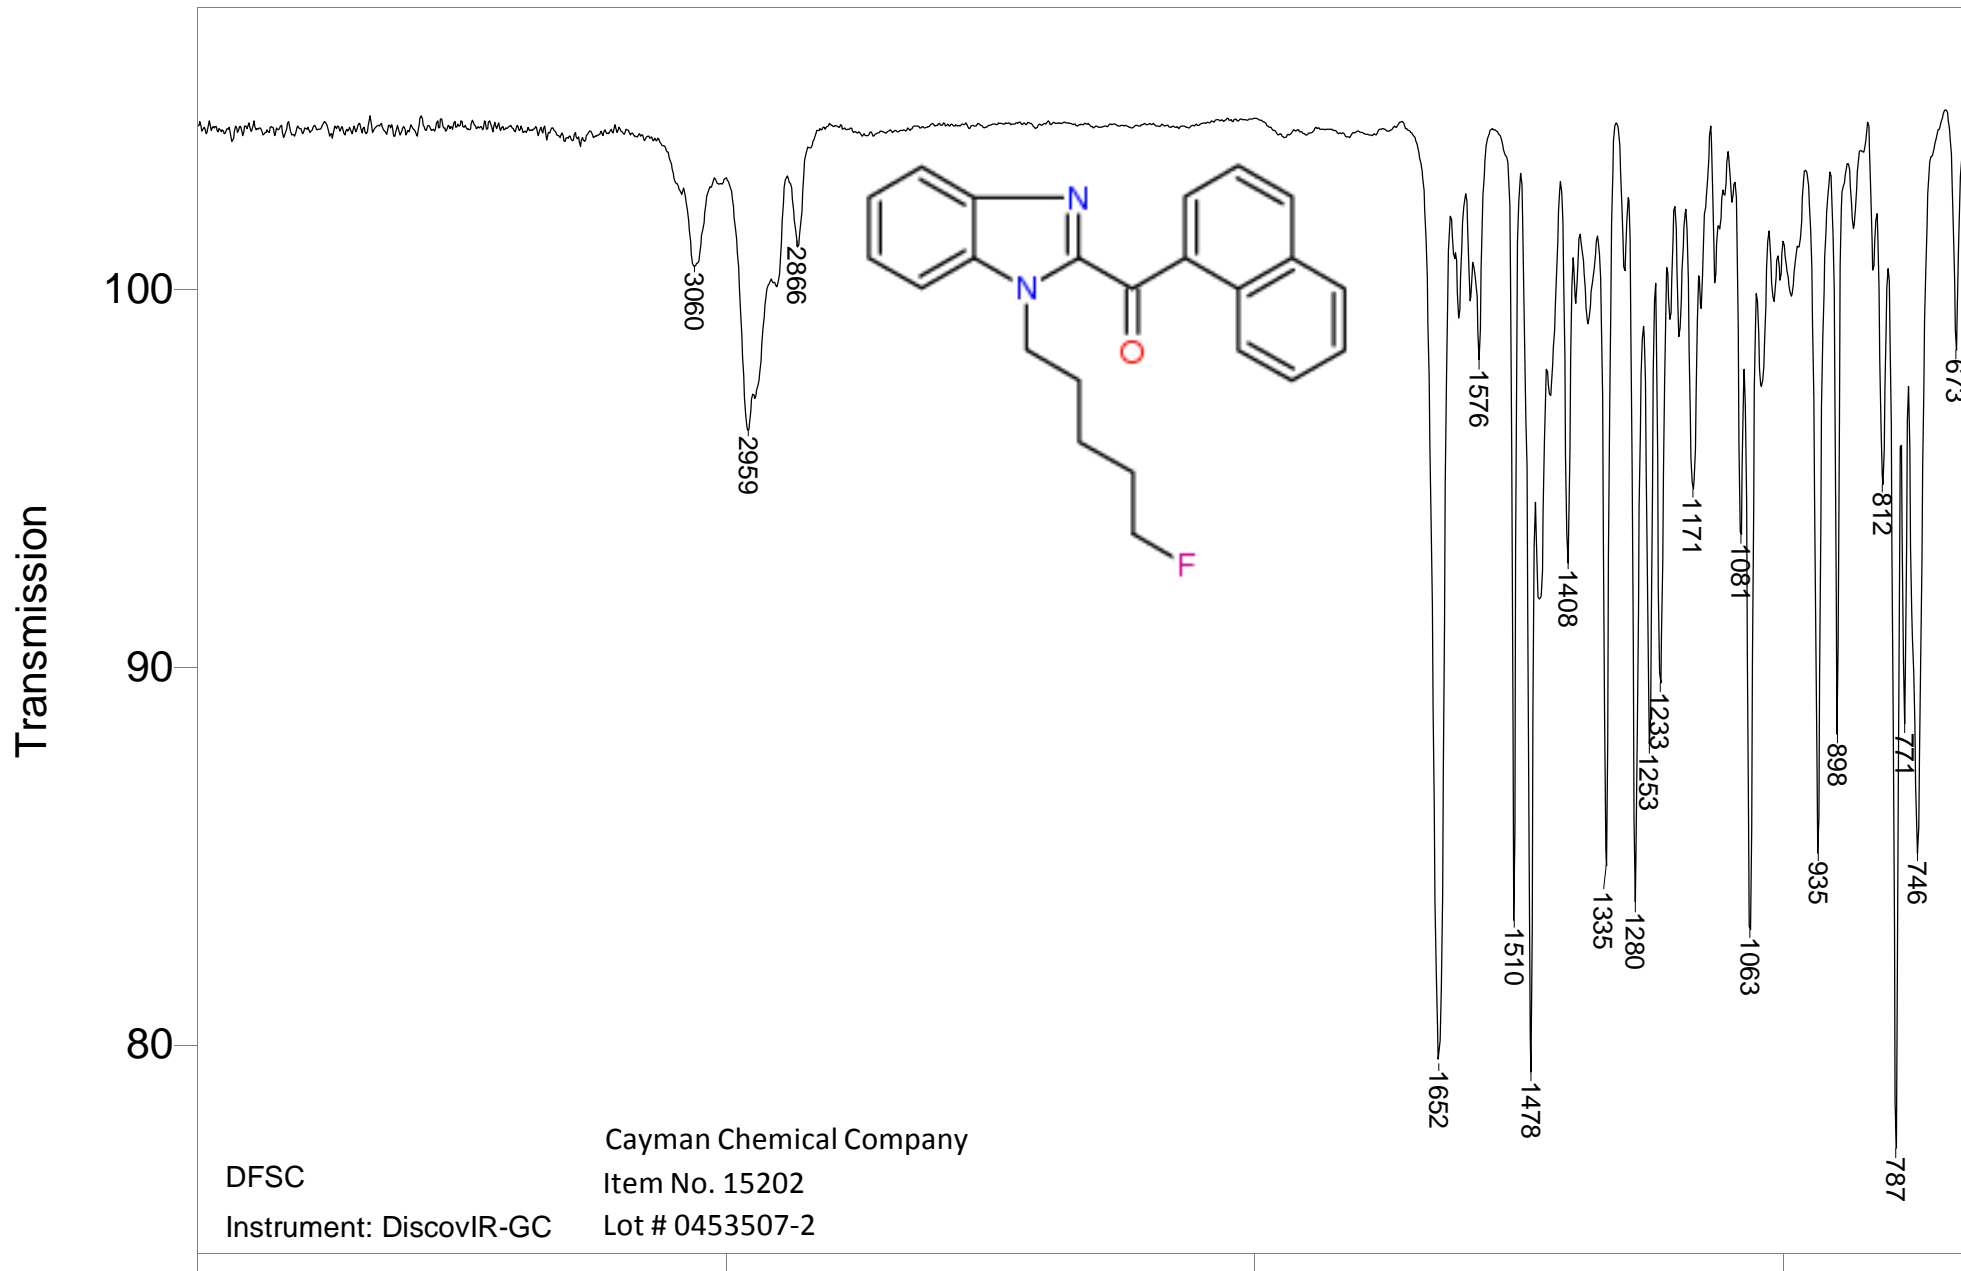 Transmission
100
90
80
3060
2959
2866
N
N
O
F
1652
1576
1510
1478
1408
1335
1280
1253
1233
1171
1081
1063
935
898
812
787
771
746
673
Cayman Chemical Company
DFSC
Item No. 15202
Instrument: DiscovIR-GC
Lot # 0453507-2